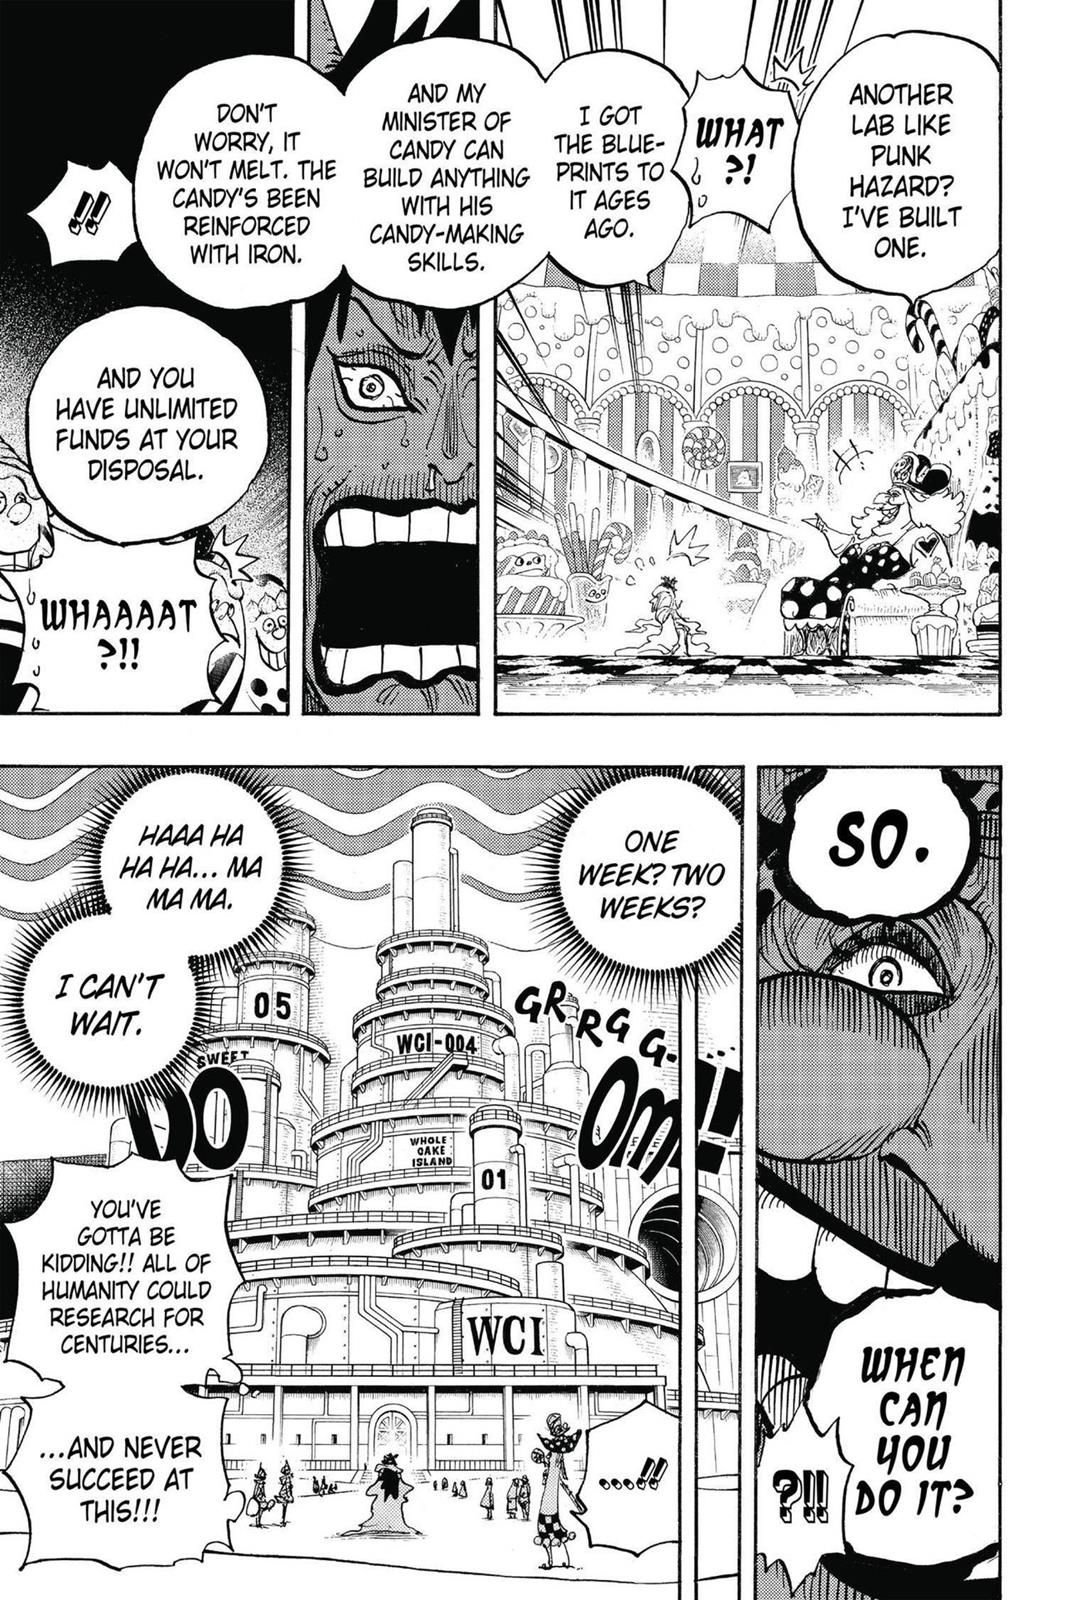 ANOTHER
LAB LIKE
PUNK
HAZARD?
I'VE BUILT
ONE.
WHAT
?!
I GOT
THE BLUE-
PRINTS TO
IT AGES
AGO.
AND MY
MINISTER OF
CANDY CAN
BUILD ANYTHING
WITH HIS
CANDY-MAKING
SKILLS.
DON'T
WORRY, IT
WON'T MELT. THE
CANDY'S BEEN
REINFORCED
WITH IRON.
!!
AND YOU
HAVE UNLIMITED
FUNDS AT YOUR
DISPOSAL.
WHAAAAT
?!!
SO.
WHEN
CAN
YOU
DO IT?
?!!
ONE
WEEK? TWO
WEEKS?
HAAA HA
HA HA... MA
MA MA.
I CAN'T
WAIT.
GRRGG-...
DOOM!!
05
SWEET
WCI-004
WHOLE
CAKE
ISLAND
01
WCI
...!!
YOU'VE
GOTTA BE
KIDDING!! ALL OF
HUMANITY COULD
RESEARCH FOR
CENTURIES...
...AND NEVER
SUCCEED AT
THIS!!!